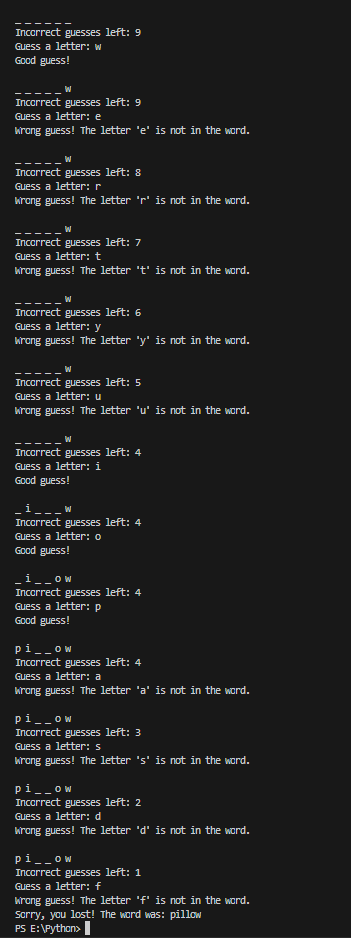 _ _ _ _ _ _
Incorrect guesses left: 9
Guess a letter: w
Good guess!
_ _ _ _ _ w
Incorrect guesses left: 9
Guess a letter: e
Wrong guess! The letter 'e' is not in the word.
_ _ _ _ _ w
Incorrect guesses left: 8
Guess a letter: r
Wrong guess! The letter 'r' is not in the word.
_ _ _ _ _ w
Incorrect guesses left: 7
Guess a letter: t
Wrong guess! The letter 't' is not in the word.
_ _ _ _ _ w
Incorrect guesses left: 6
Guess a letter: y
Wrong guess! The letter 'y' is not in the word.
_ _ _ _ _ w
Incorrect guesses left: 5
Guess a letter: u
Wrong guess! The letter 'u' is not in the word.
_ _ _ _ _ w
Incorrect guesses left: 4
Guess a letter: i
Good guess!
_ i _ _ _ w
Incorrect guesses left: 4
Guess a letter: o
Good guess!
_ i _ _ o w
Incorrect guesses left: 4
Guess a letter: p
Good guess!
p i _ _ o w
Incorrect guesses left: 4
Guess a letter: a
Wrong guess! The letter 'a' is not in the word.
p i _ _ o w
Incorrect guesses left: 3
Guess a letter: s
Wrong guess! The letter 's' is not in the word.
p i _ _ o w
Incorrect guesses left: 2
Guess a letter: d
Wrong guess! The letter 'd' is not in the word.
p i _ _ o w
Incorrect guesses left: 1
Guess a letter: f
Wrong guess! The letter 'f' is not in the word.
Sorry, you lost! The word was: pillow
PS E:\Python>